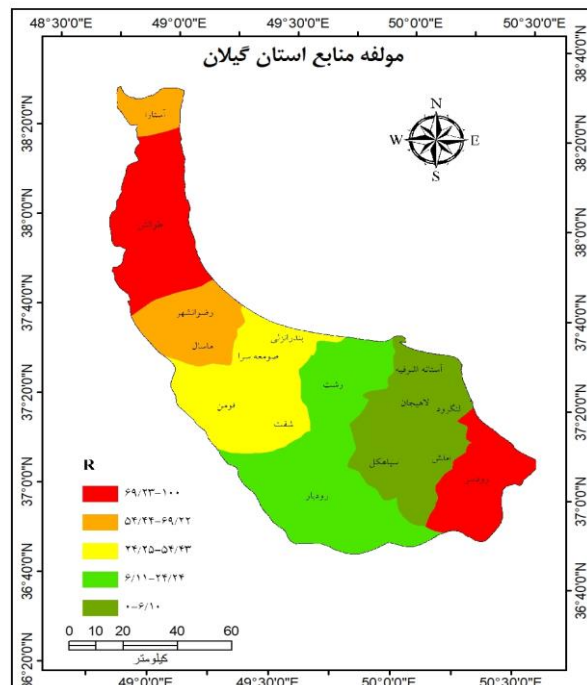 48°30'0"E 49°0'0"E 49°30'0"E 50°0'0"E 50°30'0"E
مولفه منابع استان گیلان
38°40'0"N
38°20'0"N
38°20'0"N
38°0'0"N
38°0'0"N
37°40'0"N
37°40'0"N
37°20'0"N
37°20'0"N
37°0'0"N
37°0'0"N
36°40'0"N
36°40'0"N
36°20'0"N
N
W E
S
آستارا
طوالش
رضوانشهر
ماسال
بندرانزلی
صومعه سرا
فومن
شفت
رشت
رودبار
آستانه اشرفیه
لاهیجان
لنگرود
املش
سیاهکل
رودسر
R
۶۹/۲۳-۱۰۰
۵۴/۴۴-۶۹/۲۲
۲۴/۲۵-۵۴/۴۳
۶/۱۱-۲۴/۲۴
۰-۶/۱۰
0 10 20 40 60
کیلومتر
49°0'0"E 49°30'0"E 50°0'0"E